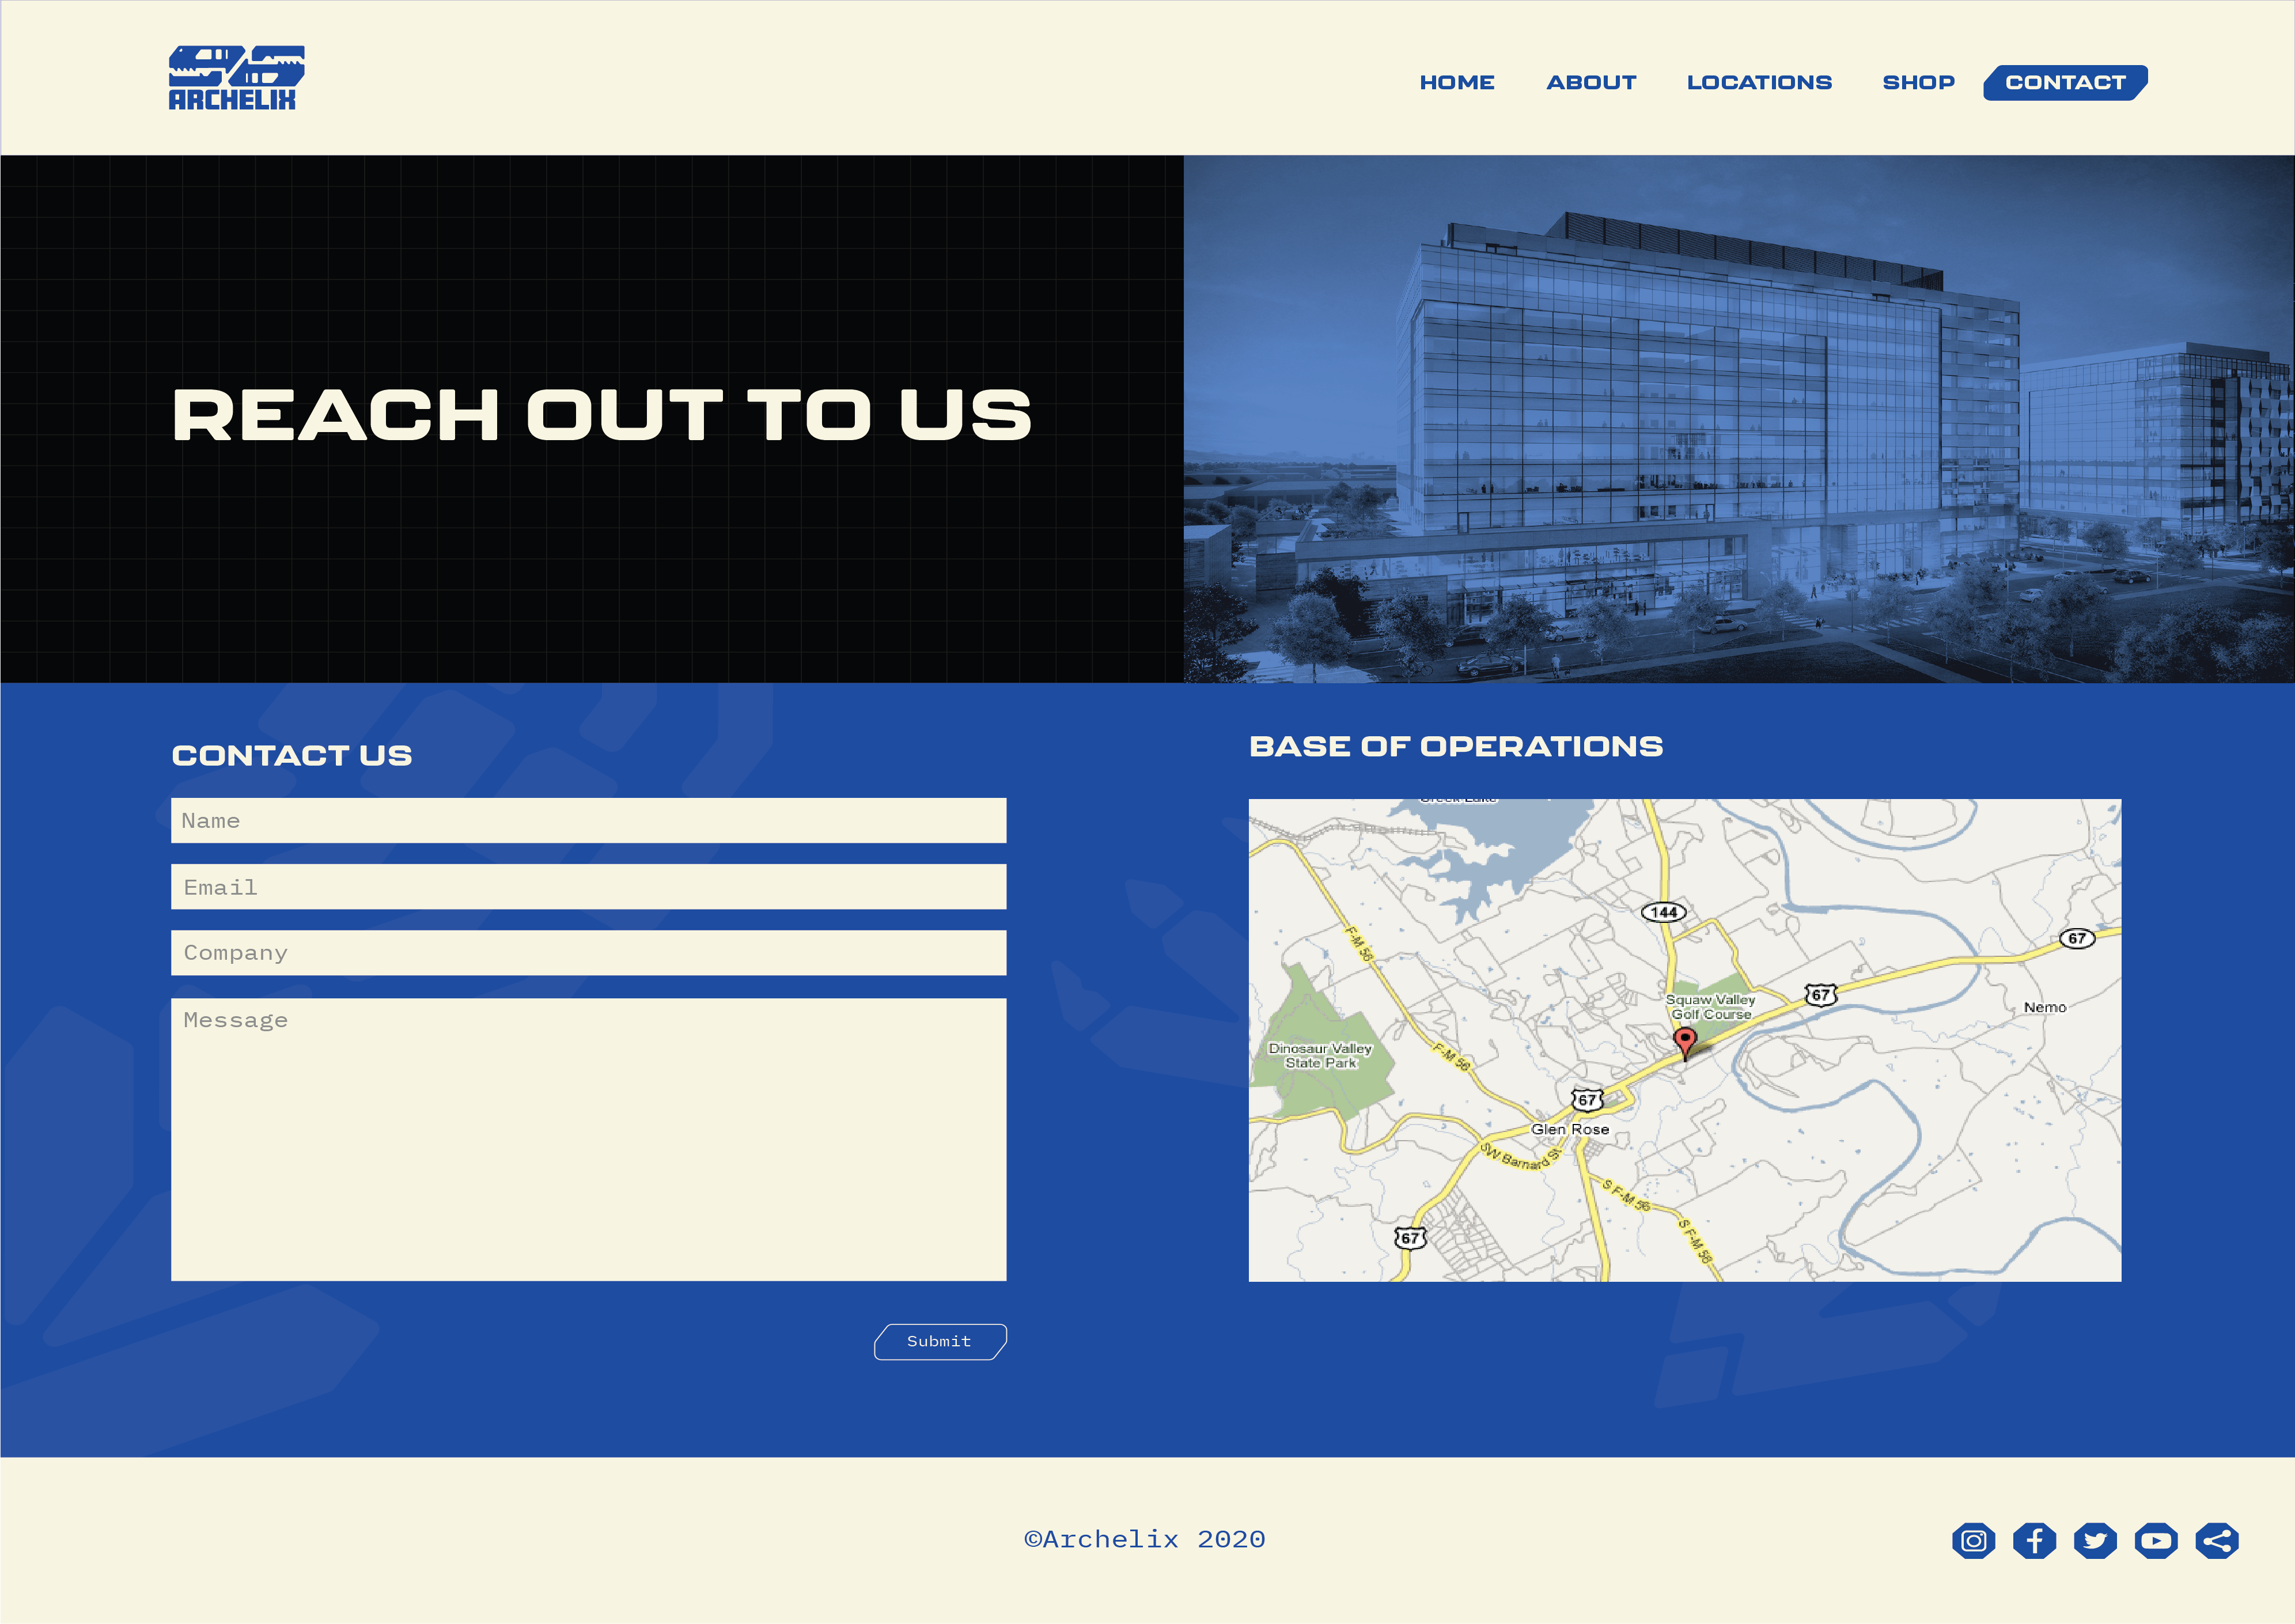 ARCHELIX
HOME ABOUT LOCATIONS SHOP CONTACT
REACH OUT TO US
CONTACT US
Name
Email
Company
Message
Submit
BASE OF OPERATIONS
Creek Lake
144
67
F-M 56
Squaw Valley
Golf Course
67
Nemo
Dinosaur Valley
State Park
F-M 56
67
Glen Rose
SW Barnard St
S F-M 56
S F-M 56
67
©Archelix 2020